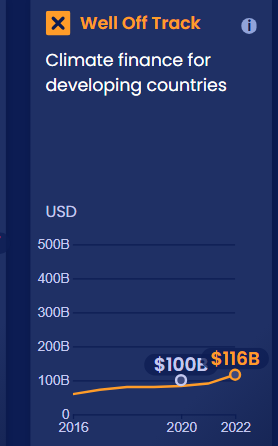 Well Off Track
i
Climate finance for
developing countries
USD
500B
400B
300B
200B
$100B $116B
100B
0
2016 2020 2022